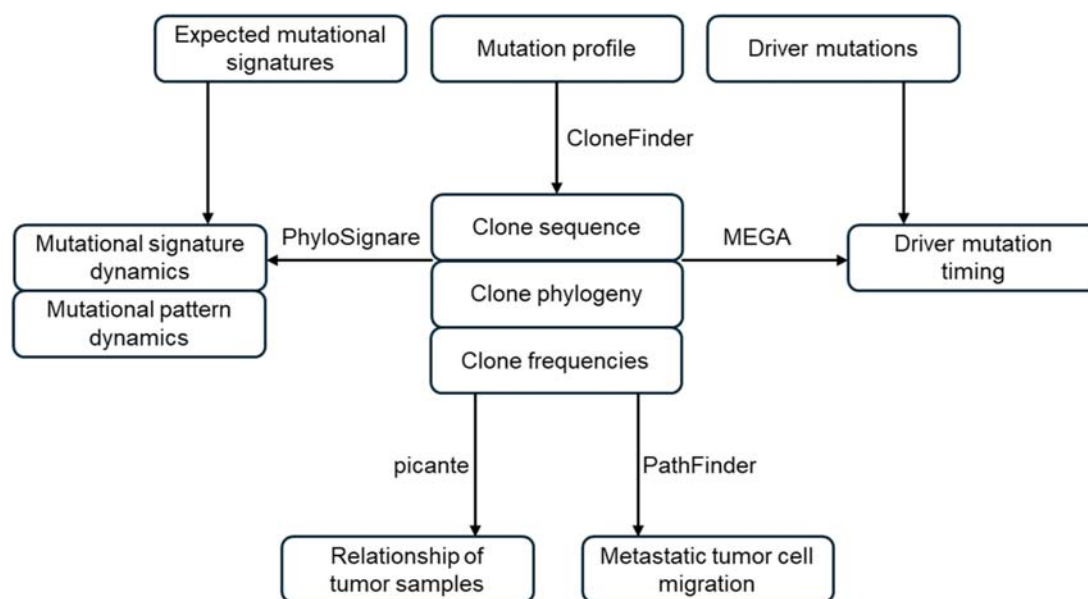 Expected mutational
signatures
Mutation profile
Driver mutations
CloneFinder
Mutational signature
dynamics
PhyloSignare
Clone sequence
MEGA
Driver mutation
timing
Mutational pattern
dynamics
Clone phylogeny
Clone frequencies
picante
PathFinder
Relationship of
tumor samples
Metastatic tumor cell
migration